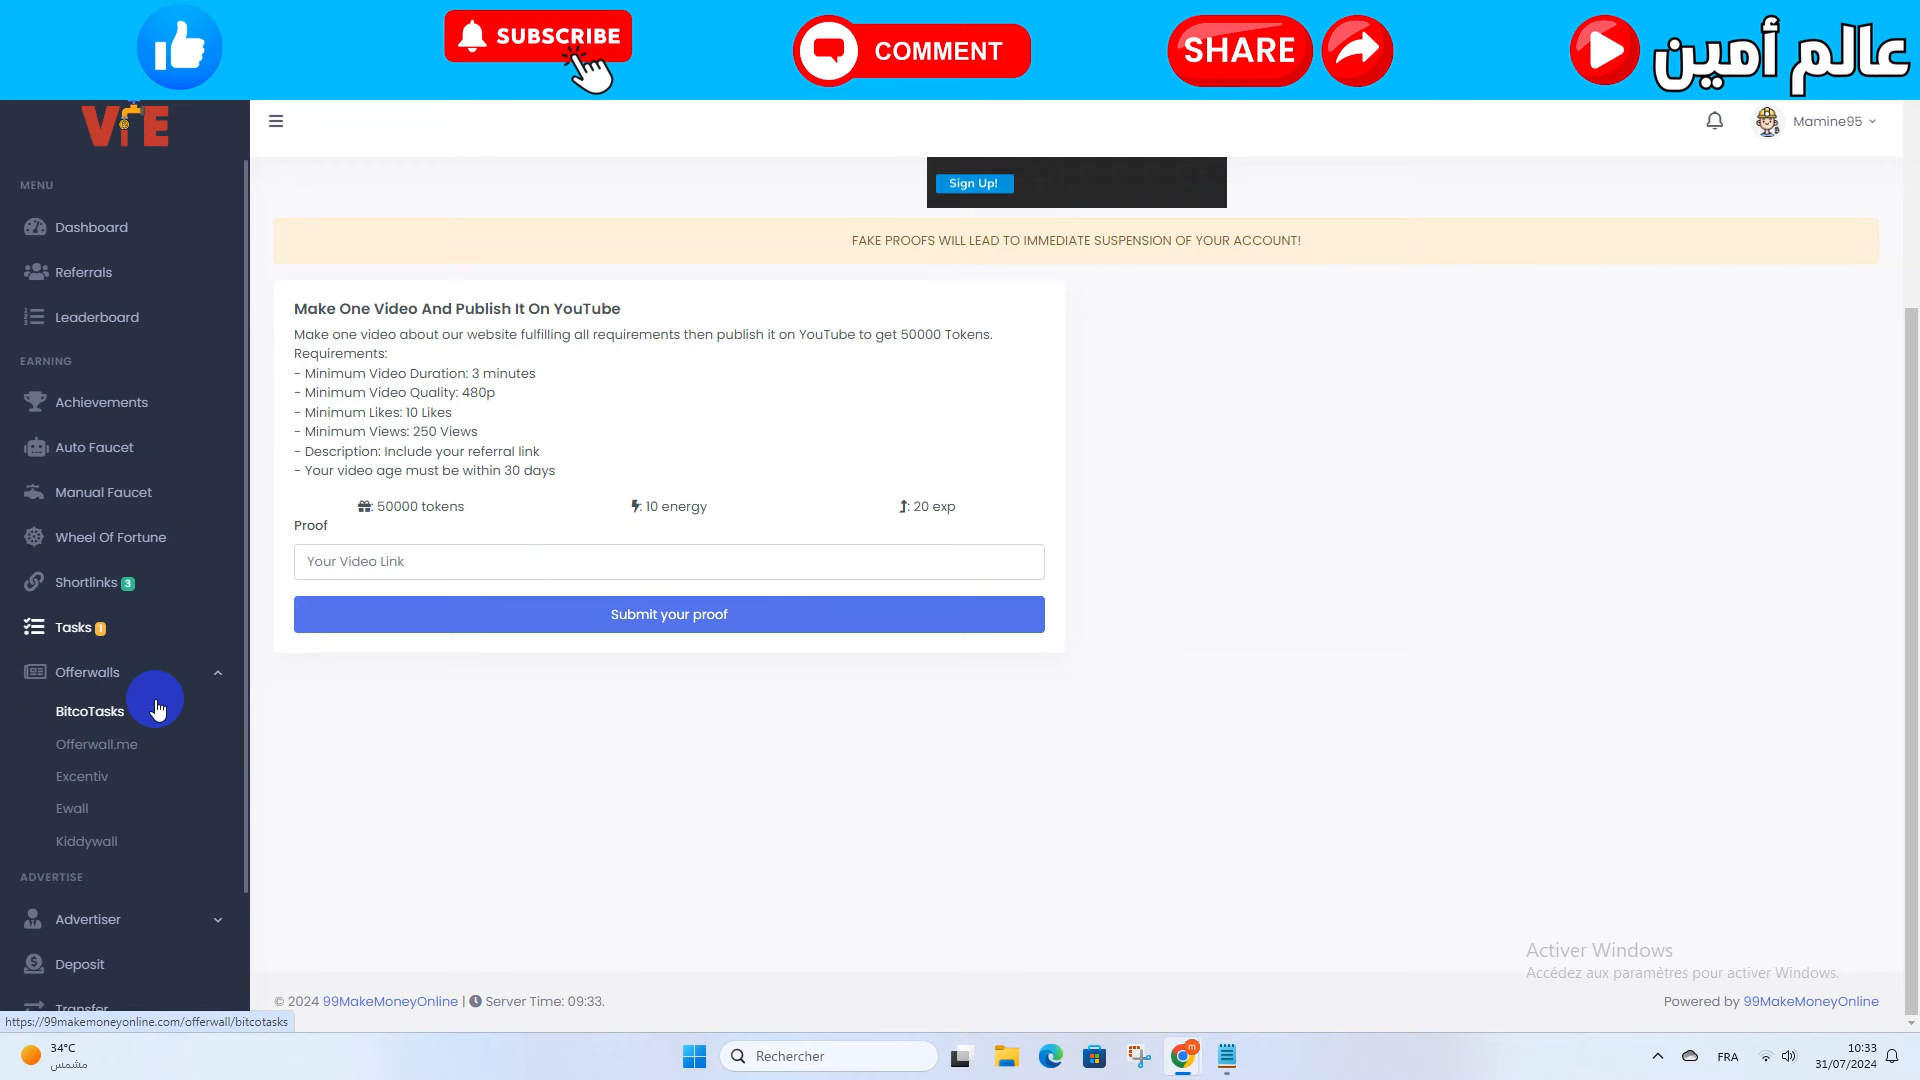 SUBSCRIBE
COMMENT
SHARE
عالم أمين
VIE
Mamine95
MENU
Dashboard
Referrals
Leaderboard
EARNING
Achievements
Auto Faucet
Manual Faucet
Wheel Of Fortune
Shortlinks 3
Tasks 1
Offerwalls
BitcoTasks
Offerwall.me
Excentiv
Ewall
Kiddywall
ADVERTISE
Advertiser
Deposit
Transfer
https://99makemoneyonline.com/offerwall/bitcotasks
Sign Up!
FAKE PROOFS WILL LEAD TO IMMEDIATE SUSPENSION OF YOUR ACCOUNT!
Make One Video And Publish It On YouTube
Make one video about our website fulfilling all requirements then publish it on YouTube to get 50000 Tokens.
Requirements:
- Minimum Video Duration: 3 minutes
- Minimum Video Quality: 480p
- Minimum Likes: 10 Likes
- Minimum Views: 250 Views
- Description: Include your referral link
- Your video age must be within 30 days
: 50000 tokens : 10 energy : 20 exp
Proof
Your Video Link
Submit your proof
Activer Windows
Accédez aux paramètres pour activer Windows.
© 2024 99MakeMoneyOnline | Server Time: 09:33.
Powered by 99MakeMoneyOnline
34°C
مشمس
Rechercher
FRA
10:33
31/07/2024